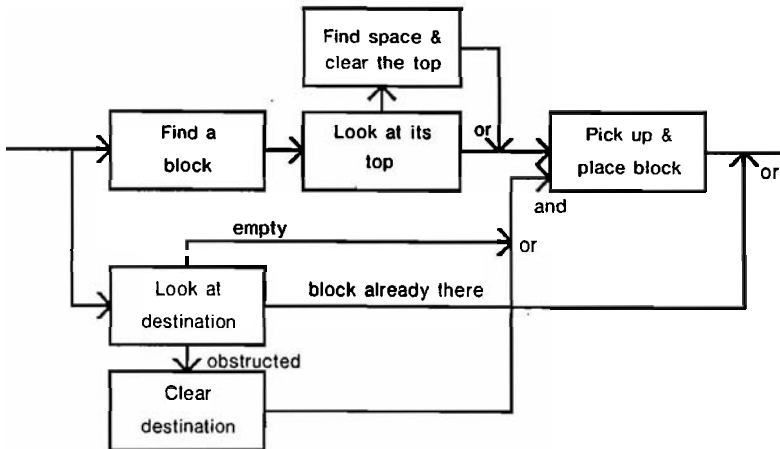 Find space &
clear the top
Find a
block
Look at its
top
or
Pick up &
place block
or
and
empty
or
Look at
destination
block already there
obstructed
Clear
destination